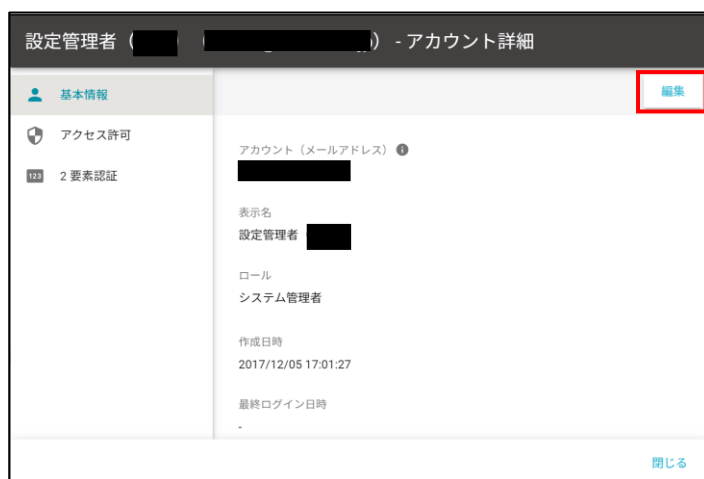 設定管理者（ （ ） - アカウント詳細
基本情報
編集
アクセス許可
123 2 要素認証
アカウント（メールアドレス）
表示名
設定管理者
ロール
システム管理者
作成日時
2017/12/05 17:01:27
最終ログイン日時
-
閉じる